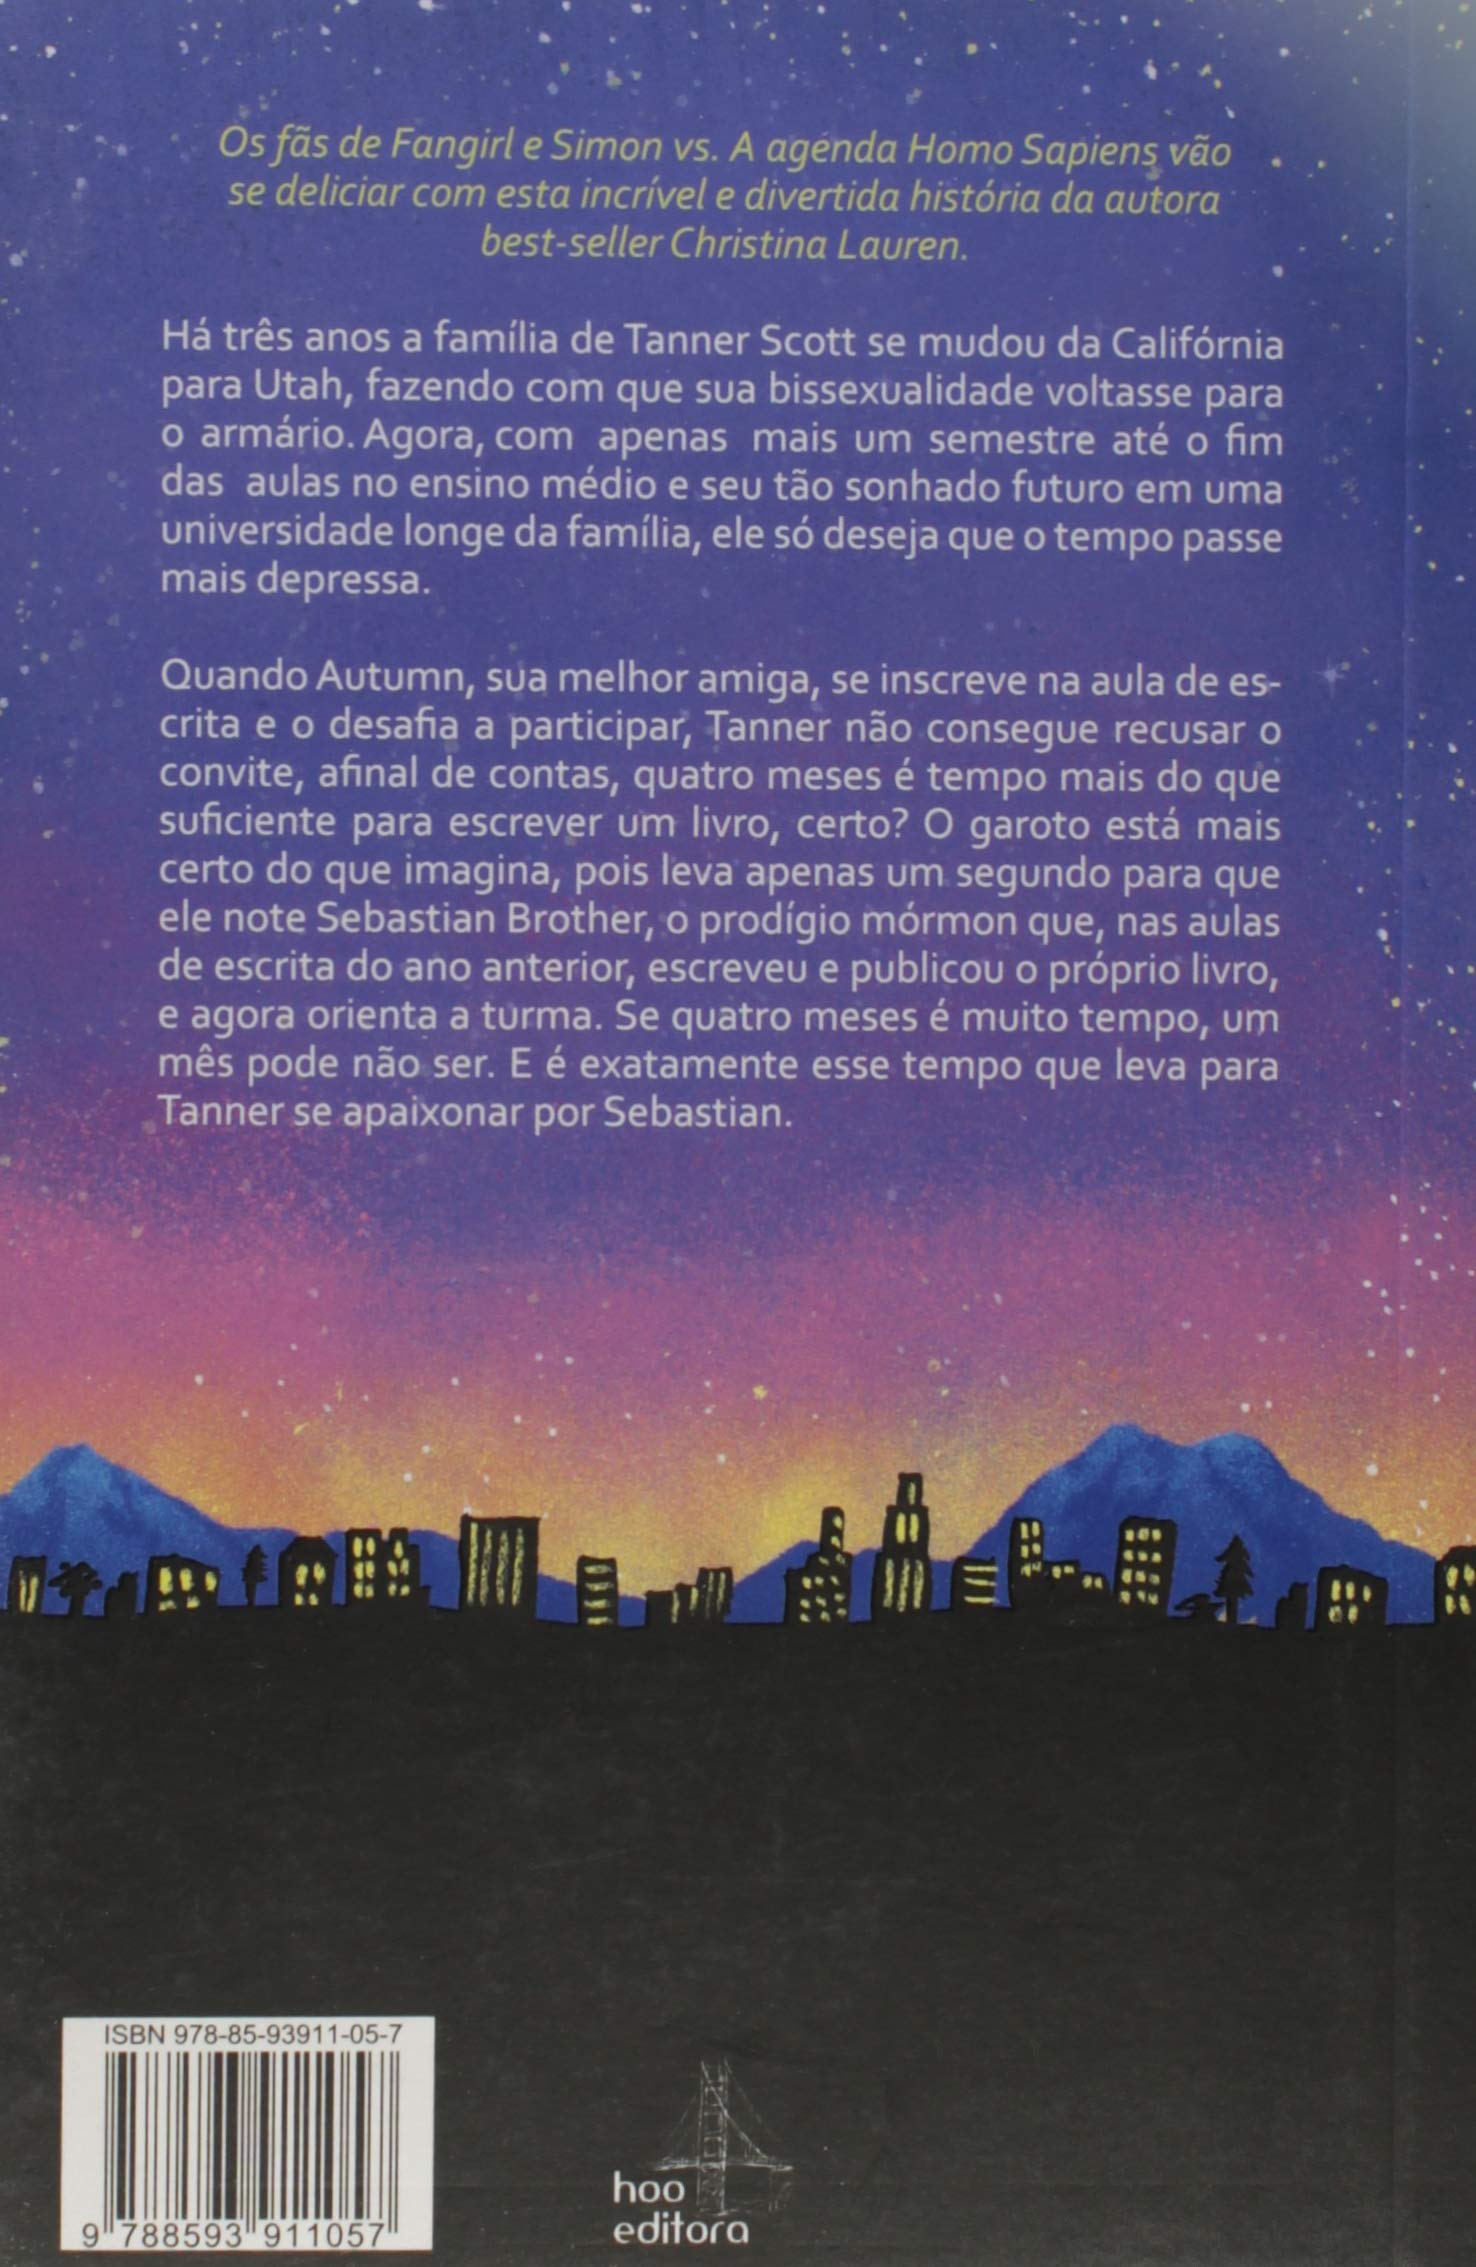 Os fãs de Fangirl e Simon vs. A agenda Homo Sapiens vão
se deliciar com esta incrível e divertida história da autora
best-seller Christina Lauren.
Há três anos a família de Tanner Scott se mudou da Califórnia
para Utah, fazendo com que sua bissexualidade voltasse para
o armário. Agora, com apenas mais um semestre até o fim
das aulas no ensino médio e seu tão sonhado futuro em uma
universidade longe da família, ele só deseja que o tempo passe
mais depressa.
Quando Autumn, sua melhor amiga, se inscreve na aula de es-
crita e o desafia a participar, Tanner não consegue recusar o
convite, afinal de contas, quatro meses é tempo mais do que
suficiente para escrever um livro, certo? O garoto está mais
certo do que imagina, pois leva apenas um segundo para que
ele note Sebastian Brother, o prodígio mórmon que, nas aulas
de escrita do ano anterior, escreveu e publicou o próprio livro,
e agora orienta a turma. Se quatro meses é muito tempo, um
mês pode não ser. E é exatamente esse tempo que leva para
Tanner se apaixonar por Sebastian.
ISBN 978-85-93911-05-7
9 788593 911057
hoo
editora